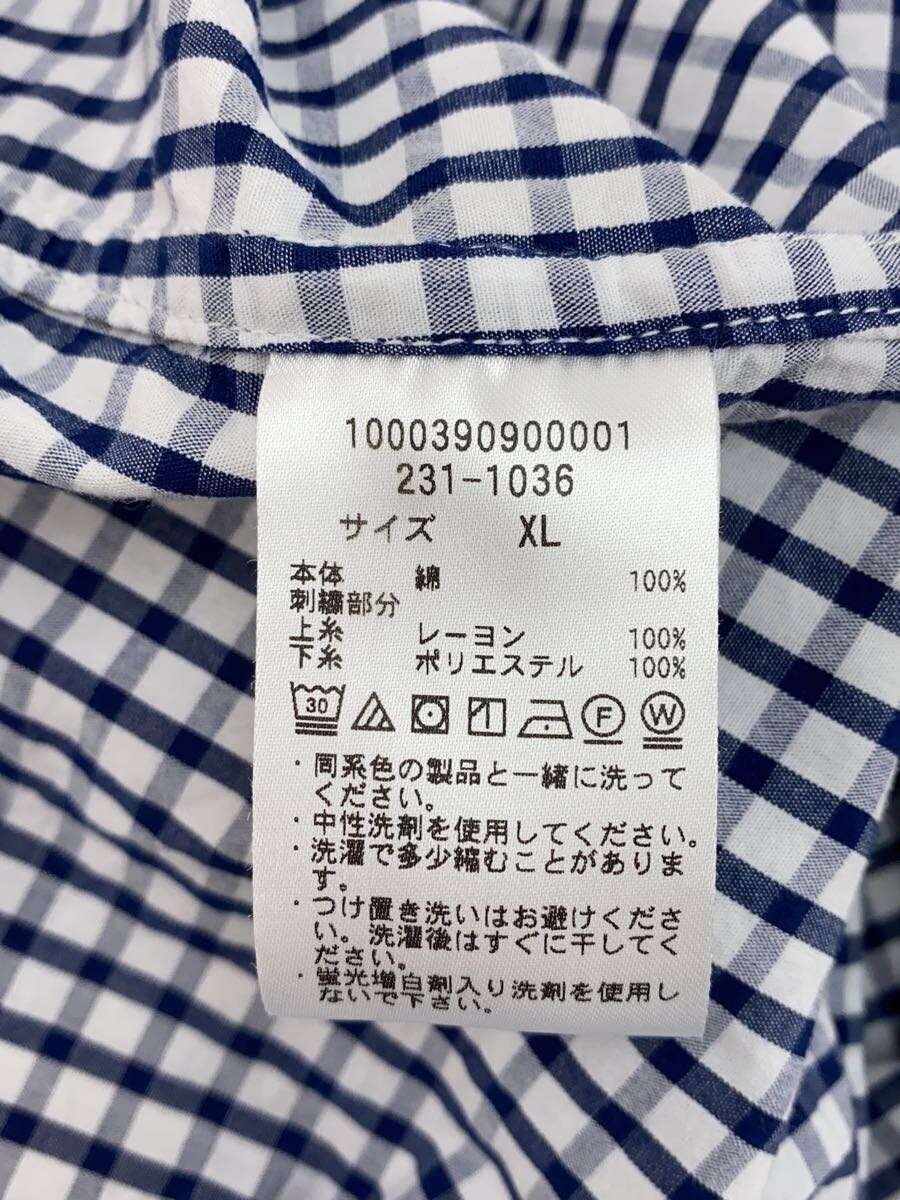 1000390900001
231-1036
サイズ XL
本体 綿 100%
刺繍部分
上糸 レーヨン 100%
下糸 ポリエステル 100%
30 F W
・同系色の製品と一緒に洗って
ください。
・中性洗剤を使用してください。
・洗濯で多少縮むことがありま
す。
・つけ置き洗いはお避けくださ
い。洗濯後はすぐに干してく
ださい。
・蛍光増白剤入り洗剤を使用し
ないで下さい。